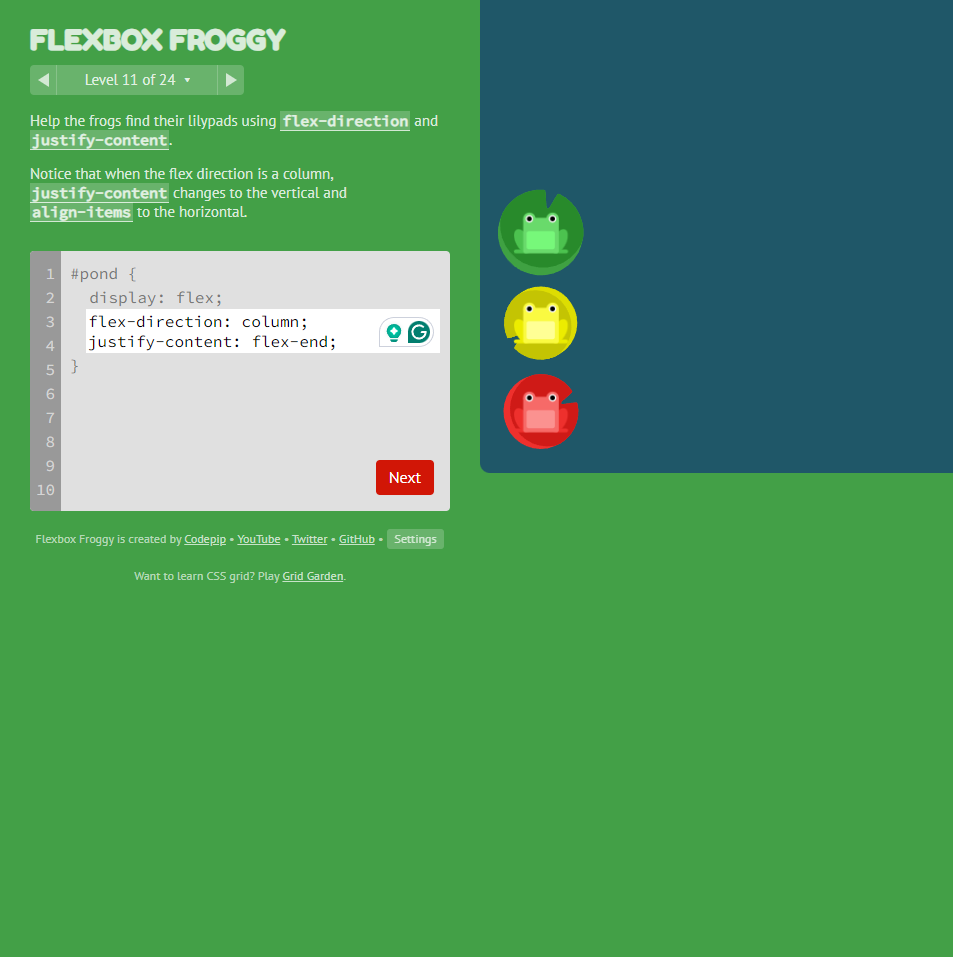 FLEXBOX FROGGY
◀ Level 11 of 24 ▾ ▶
Help the frogs find their lilypads using flex-direction and
justify-content.
Notice that when the flex direction is a column,
justify-content changes to the vertical and
align-items to the horizontal.
1 #pond {
2 display: flex;
3 flex-direction: column;
4 justify-content: flex-end;
5 }
6
7
8
9
10
Next
Flexbox Froggy is created by Codepip • YouTube • Twitter • GitHub • Settings
Want to learn CSS grid? Play Grid Garden.